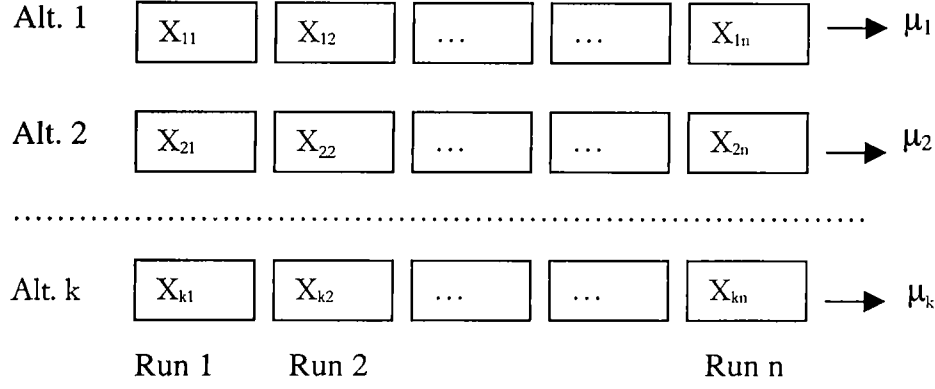 Alt. 1 X₁₁ X₁₂ ... ... X₁ₙ μ₁
Alt. 2 X₂₁ X₂₂ ... ... X₂ₙ μ₂
Alt. k Xₖ₁ Xₖ₂ ... ... Xₖₙ μₖ
Run 1 Run 2 Run n